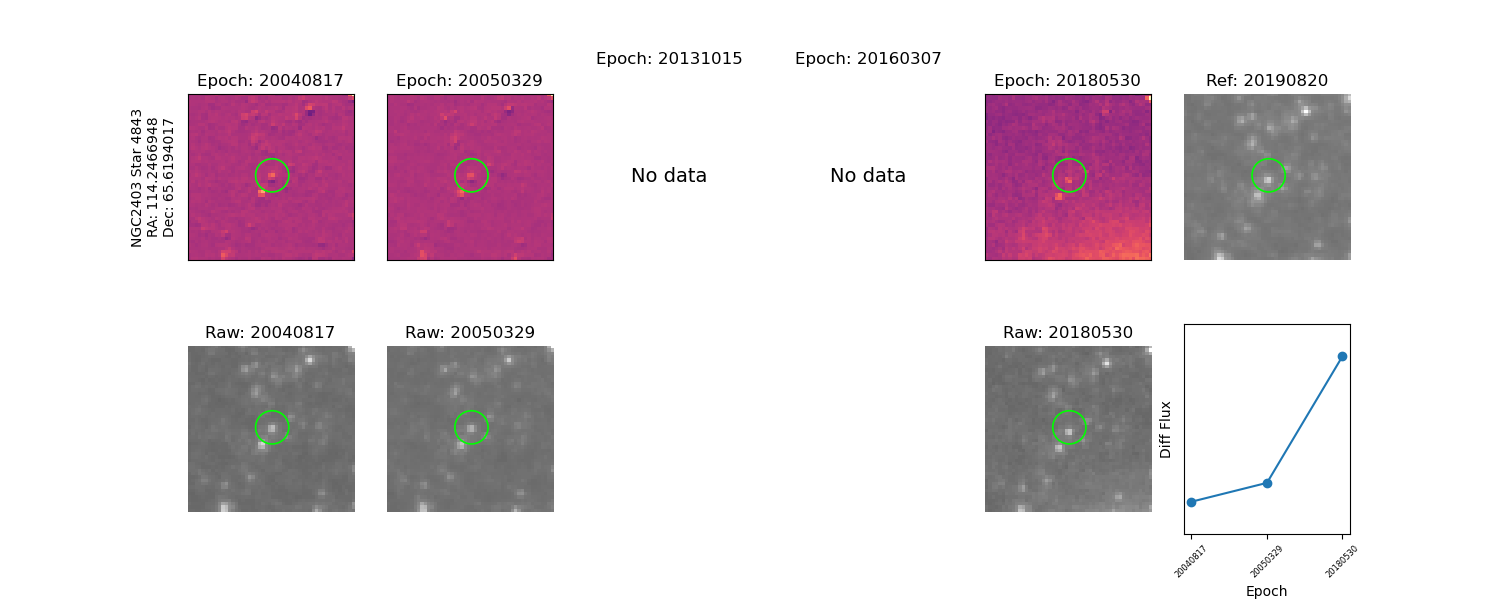 Epoch: 20131015
Epoch: 20160307
Epoch: 20040817
Epoch: 20050329
Epoch: 20180530
Ref: 20190820
NGC2403 Star 4843
RA: 114.2466948
Dec: 65.6194017
No data
No data
Raw: 20040817
Raw: 20050329
Raw: 20180530
Diff Flux
20040817
20050329
20180530
Epoch